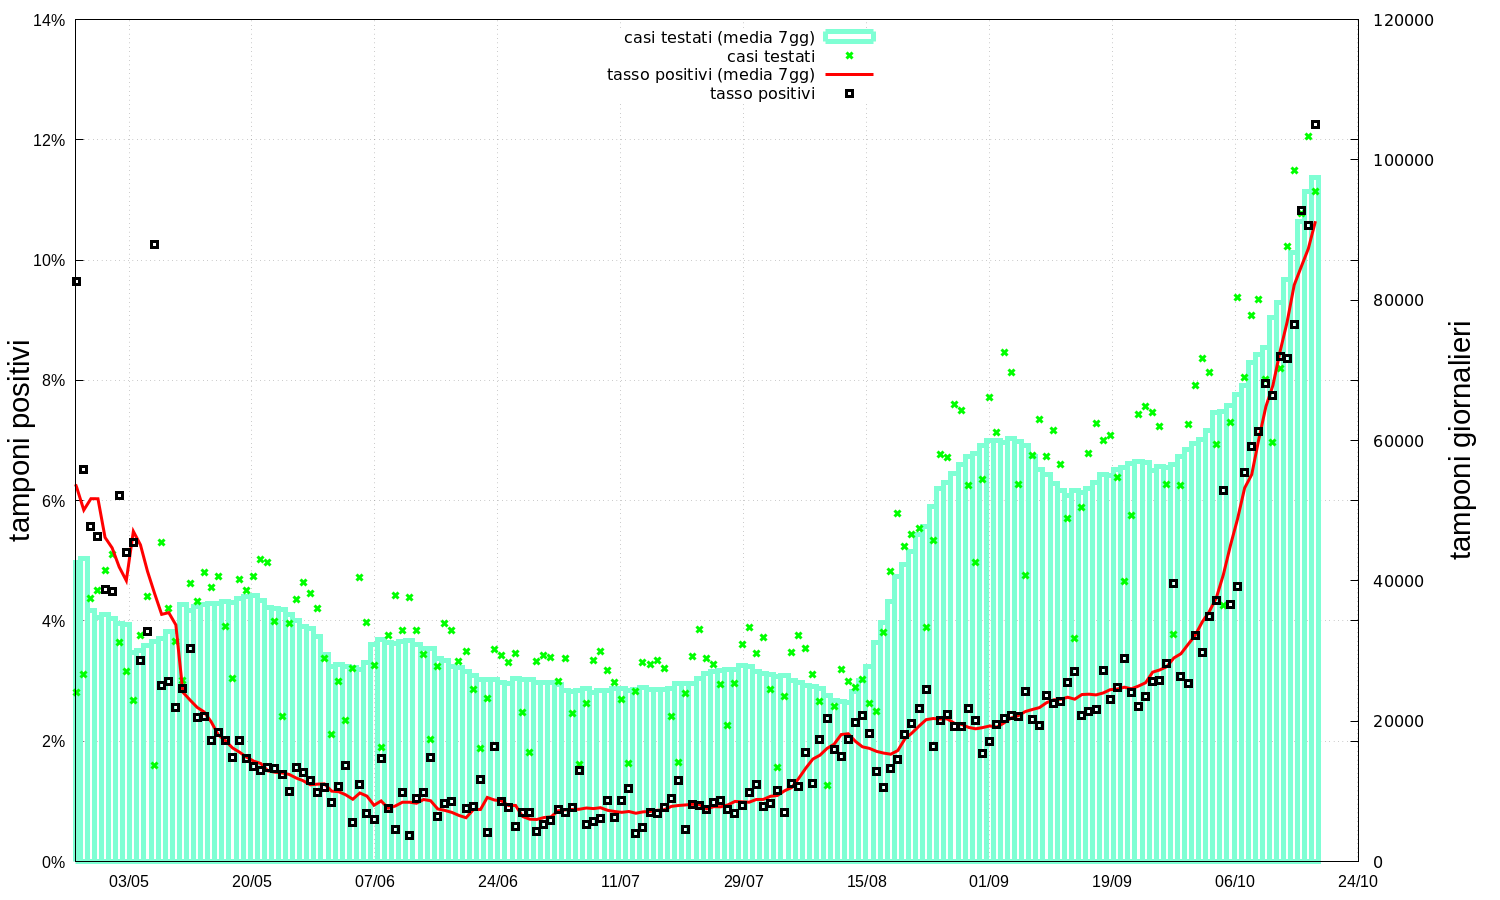 casi testati (media 7gg)
casi testati
tasso positivi (media 7gg)
tasso positivi
tamponi positivi
14%
12%
10%
8%
6%
4%
2%
0%
120000
100000
80000
60000
40000
20000
0
tamponi giornalieri
03/05 20/05 07/06 24/06 11/07 29/07 15/08 01/09 19/09 06/10 24/10